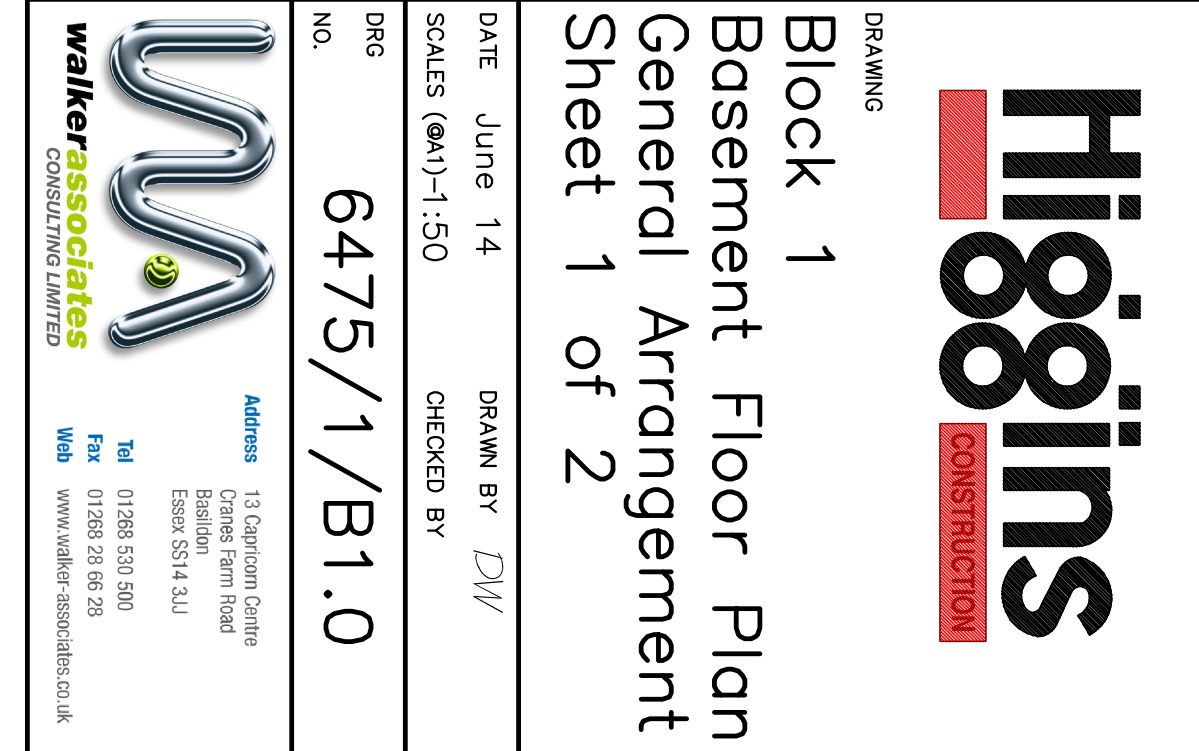 Higgins
CONSTRUCTION
DRAWING
Block 1
Basement Floor Plan
General Arrangement
Sheet 1 of 2
DATE June 14
DRAWN BY DW
SCALES (@A1)-1:50
CHECKED BY
DRG
NO.
6475/1/B1.0
walkerassociates
CONSULTING LIMITED
Address 13 Capricorn Centre
Cranes Farm Road
Basildon
Essex SS14 3JJ
Tel 01268 530 500
Fax 01268 28 66 28
Web www.walker-associates.co.uk